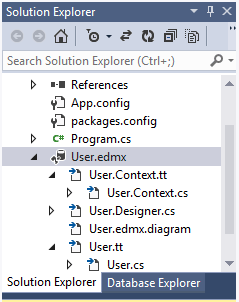 Solution Explorer
Search Solution Explorer (Ctrl+;)
References
App.config
packages.config
C# Program.cs
User.edmx
User.Context.tt
User.Context.cs
User.Designer.cs
User.edmx.diagram
User.tt
User.cs
Solution Explorer Database Explorer